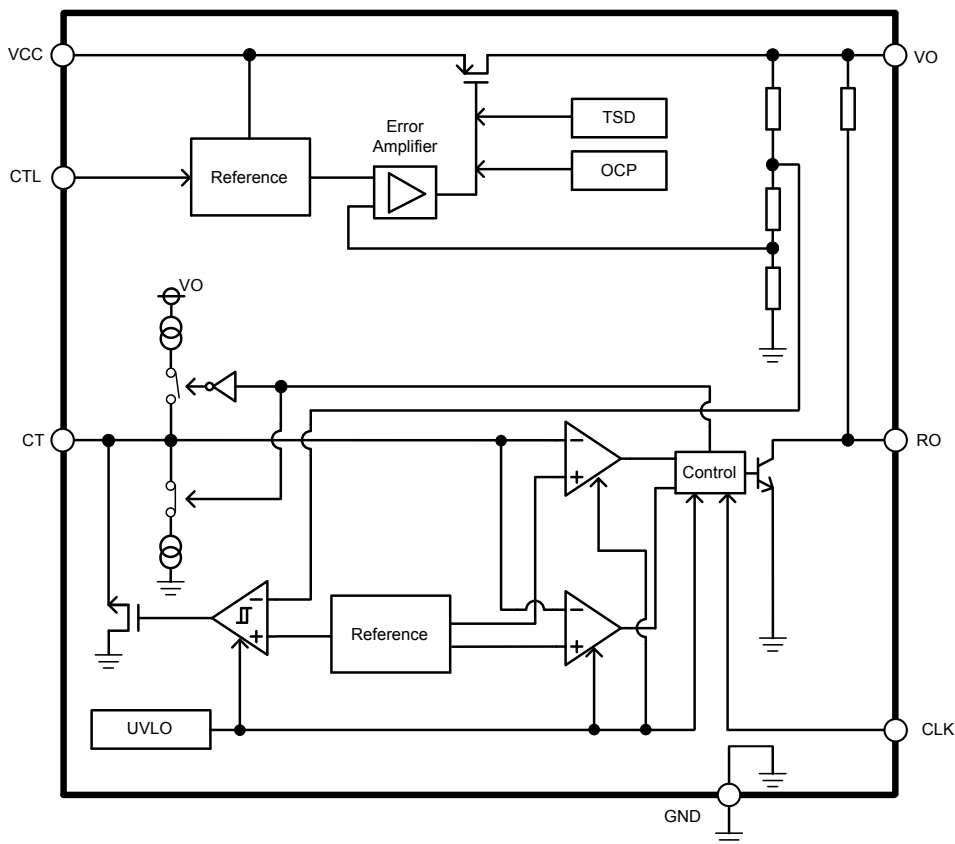 VCC
VO
TSD
Error
Amplifier
CTL
Reference
OCP
VO
CT
RO
Control
Reference
UVLO
CLK
GND